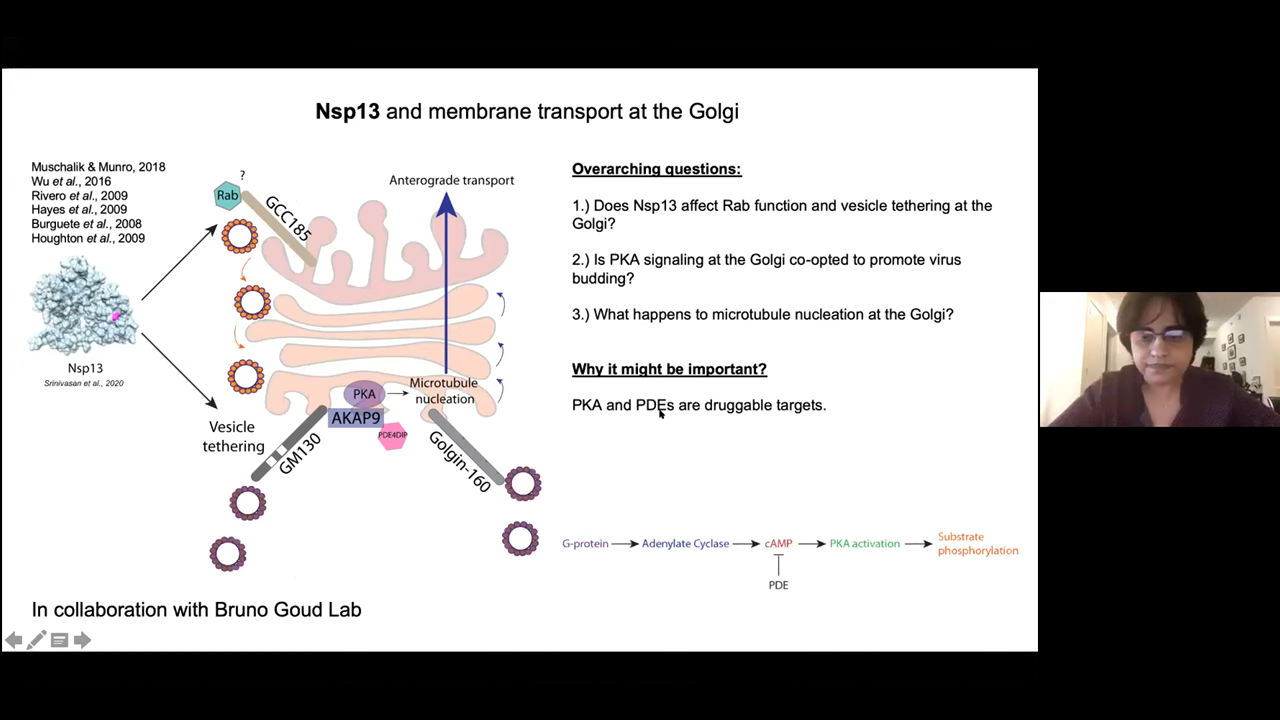 Nsp13 and membrane transport at the Golgi
Muschalik & Munro, 2018
Wu et al., 2016
Rivero et al., 2009
Hayes et al., 2009
Burguete et al., 2008
Houghton et al., 2009
Nsp13
Srinivasan et al., 2020
?
Rab
GCC185
Anterograde transport
Vesicle
tethering
GM130
PKA
AKAP9
PDE4DIP
Microtubule
nucleation
Golgin-160
Overarching questions:
1.) Does Nsp13 affect Rab function and vesicle tethering at the
Golgi?
2.) Is PKA signaling at the Golgi co-opted to promote virus
budding?
3.) What happens to microtubule nucleation at the Golgi?
Why it might be important?
PKA and PDEs are druggable targets.
G-protein
Adenylate Cyclase
cAMP
PKA activation
Substrate
phosphorylation
PDE
In collaboration with Bruno Goud Lab